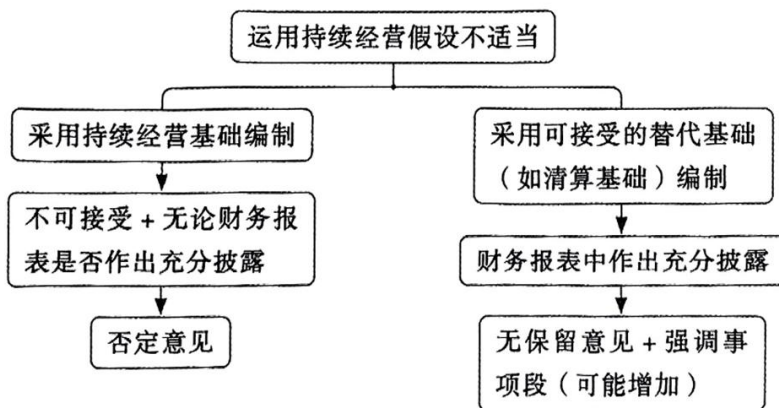 运用持续经营假设不适当
采用持续经营基础编制
不可接受+无论财务报
表是否作出充分披露
否定意见
采用可接受的替代基础
（如清算基础）编制
财务报表中作出充分披露
无保留意见+强调事
项段（可能增加）